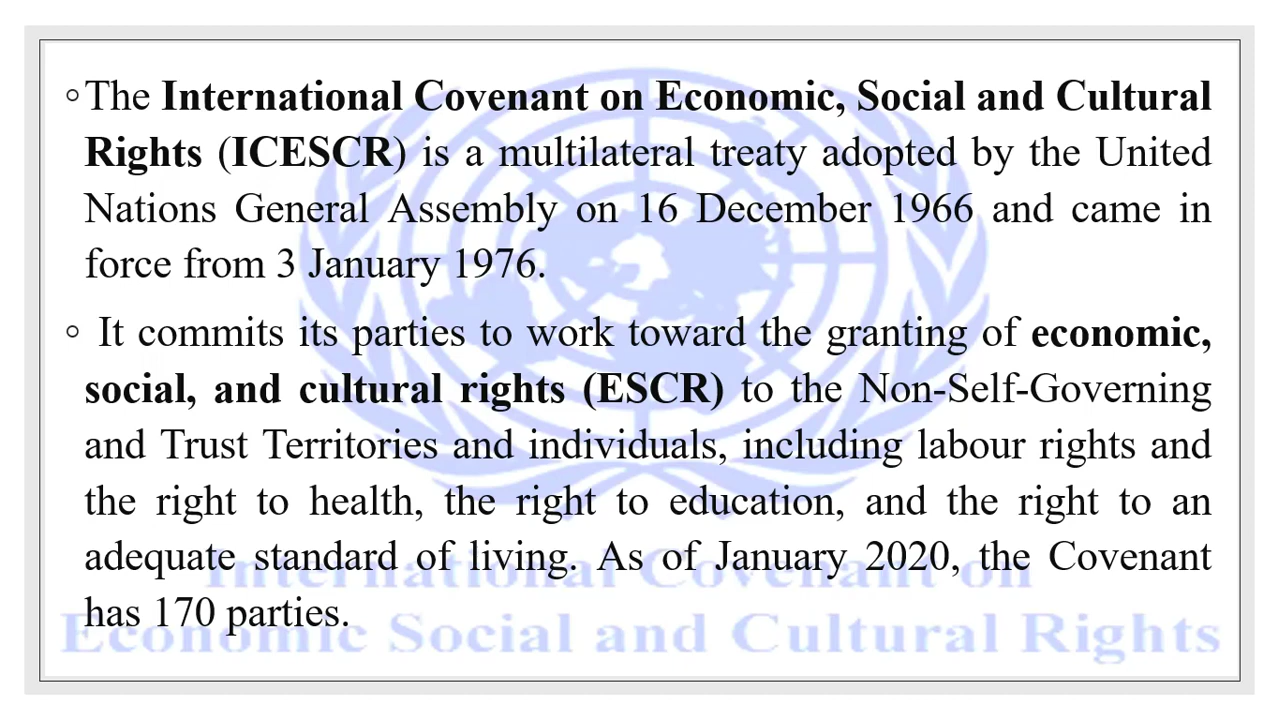 ◦The International Covenant on Economic, Social and Cultural
Rights (ICESCR) is a multilateral treaty adopted by the United
Nations General Assembly on 16 December 1966 and came in
force from 3 January 1976.
◦ It commits its parties to work toward the granting of economic,
social, and cultural rights (ESCR) to the Non-Self-Governing
and Trust Territories and individuals, including labour rights and
the right to health, the right to education, and the right to an
adequate standard of living. As of January 2020, the Covenant
has 170 parties.
International Covenant on
Economic Social and Cultural Rights